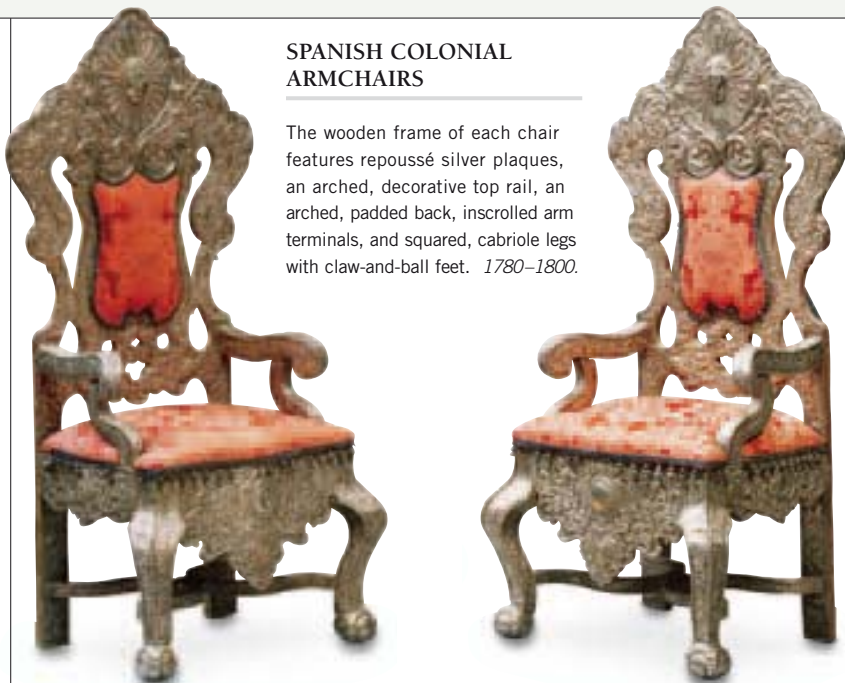 SPANISH COLONIAL
ARMCHAIRS
The wooden frame of each chair
features repoussé silver plaques,
an arched, decorative top rail, an
arched, padded back, inscrolled arm
terminals, and squared, cabriole legs
with claw-and-ball feet. 1780–1800.